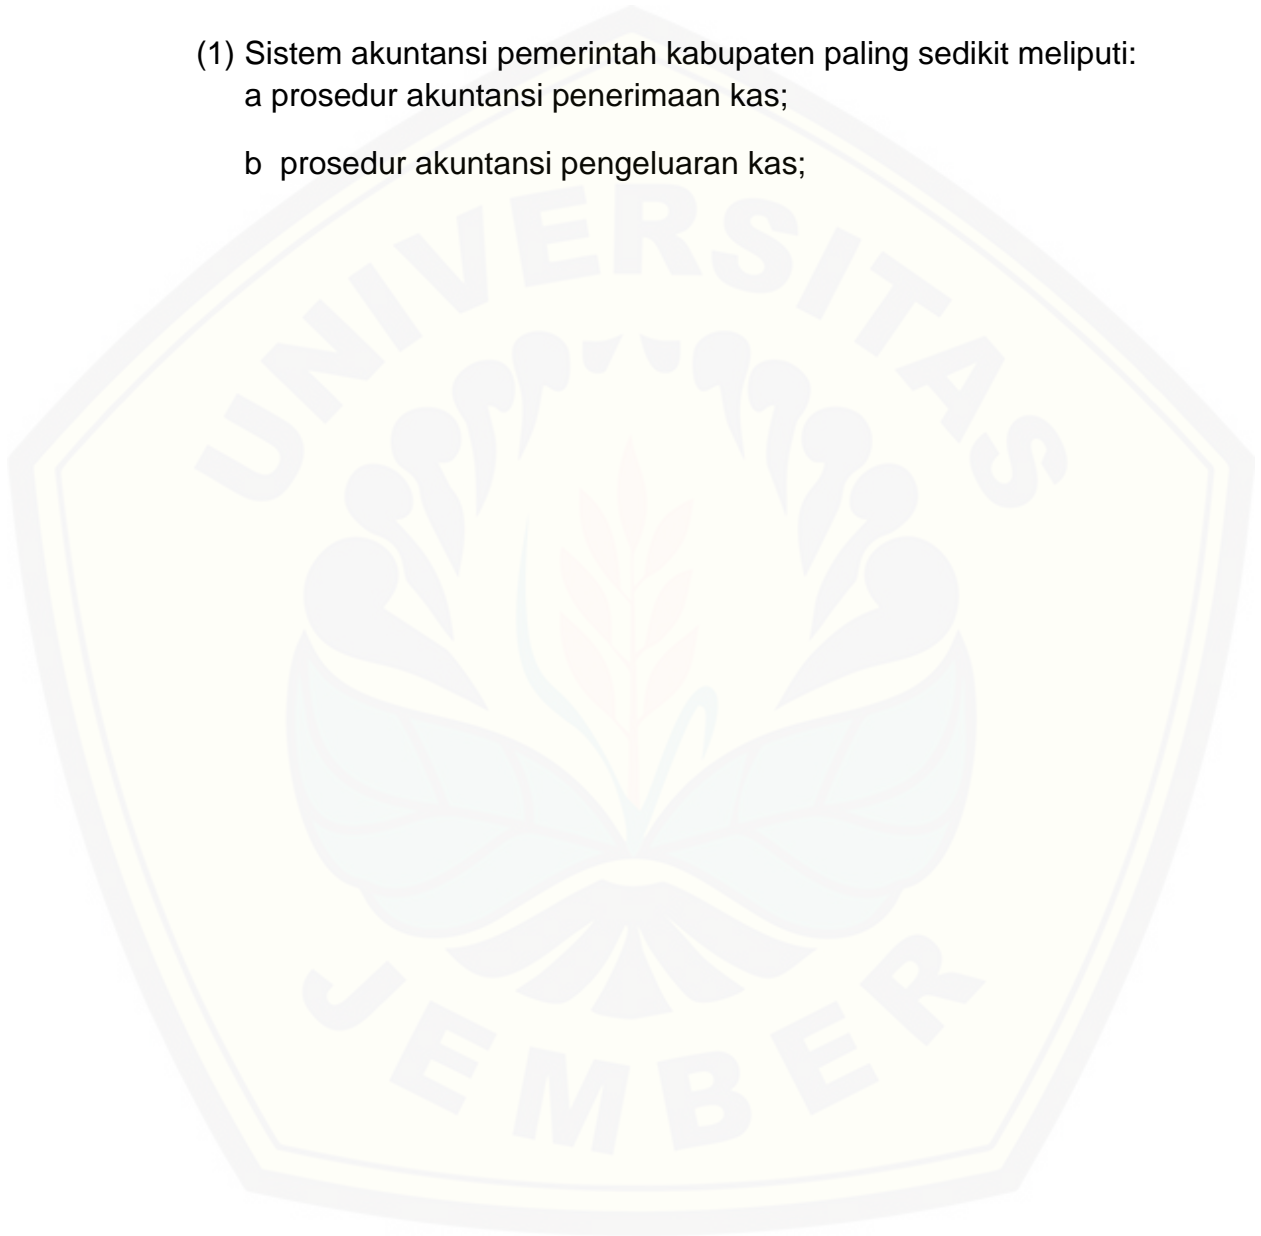 (1) Sistem akuntansi pemerintah kabupaten paling sedikit meliputi:
a prosedur akuntansi penerimaan kas;
b prosedur akuntansi pengeluaran kas;
UNIVERSITAS
JEMBER